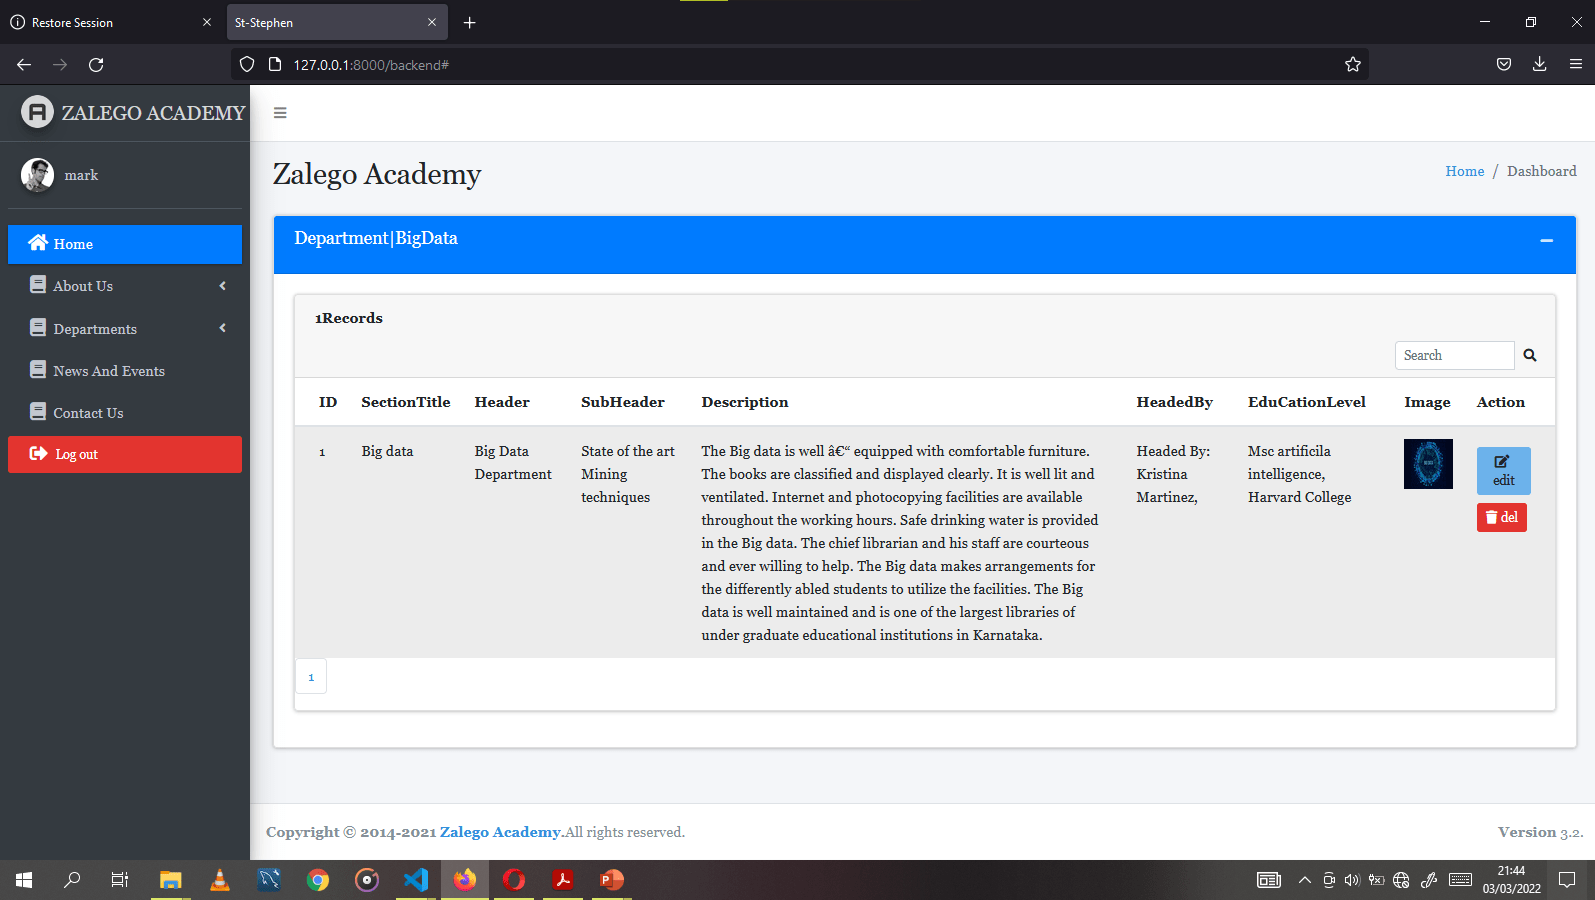 Restore Session
St-Stephen
127.0.0.1:8000/backend#
ZALEGO ACADEMY
mark
Home
About Us
Departments
News And Events
Contact Us
Log out
Zalego Academy
Home / Dashboard
Department|BigData
1Records
Search
ID SectionTitle Header SubHeader Description HeadedBy EduCationLevel Image Action
1
Big data
Big Data
Department
State of the art
Mining
techniques
The Big data is well â€“ equipped with comfortable furniture.
The books are classified and displayed clearly. It is well lit and
ventilated. Internet and photocopying facilities are available
throughout the working hours. Safe drinking water is provided
in the Big data. The chief librarian and his staff are courteous
and ever willing to help. The Big data makes arrangements for
the differently abled students to utilize the facilities. The Big
data is well maintained and is one of the largest libraries of
under graduate educational institutions in Karnataka.
Headed By:
Kristina
Martinez,
Msc artificila
intelligence,
Harvard College
edit
del
1
Copyright © 2014-2021 Zalego Academy.All rights reserved.
Version 3.2.
21:44
03/03/2022